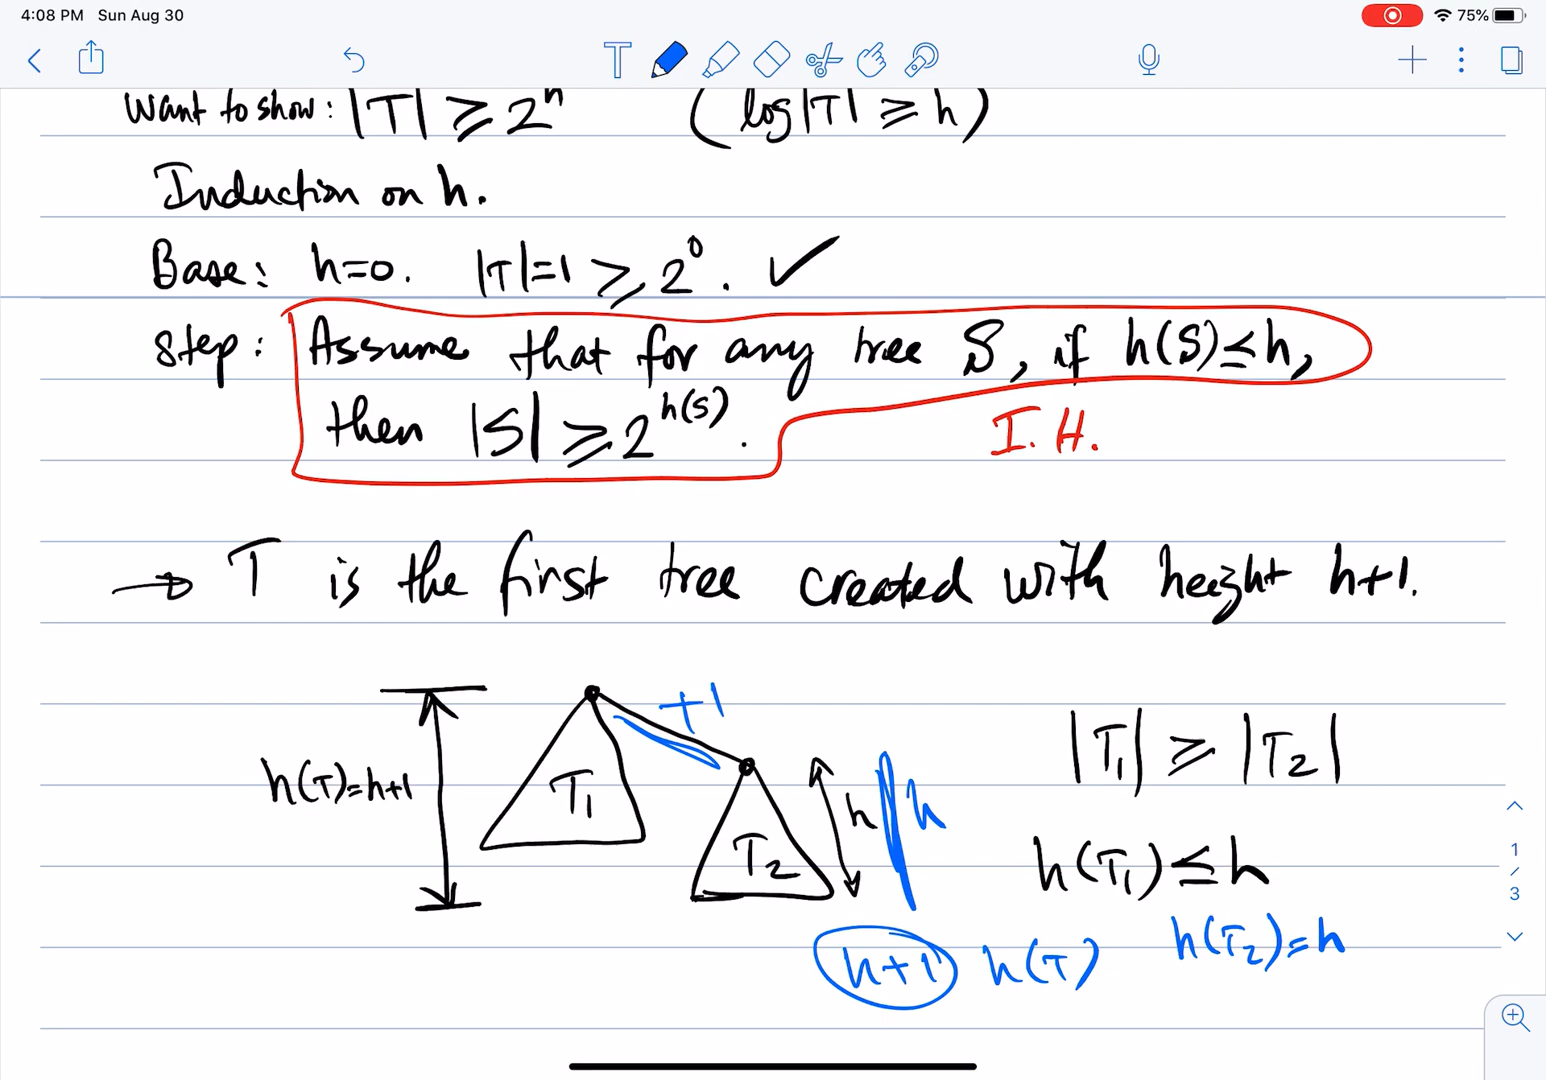 4:08 PM Sun Aug 30
75%
T
Want to show: |T| ≥ 2^h (log|T| ≥ h)
Induction on h.
Base: h=0. |T|=1 ≥ 2^0. ✓
Step: Assume that for any tree S, if h(S)≤h,
then |S| ≥ 2^h(S).
I.H.
→ T is the first tree created with height h+1.
+1
|T1| ≥ |T2|
h(T)=h+1
T1
h
h
T2
h(T1)≤h
h(T2)=h
h+1 h(T)
1
/
3